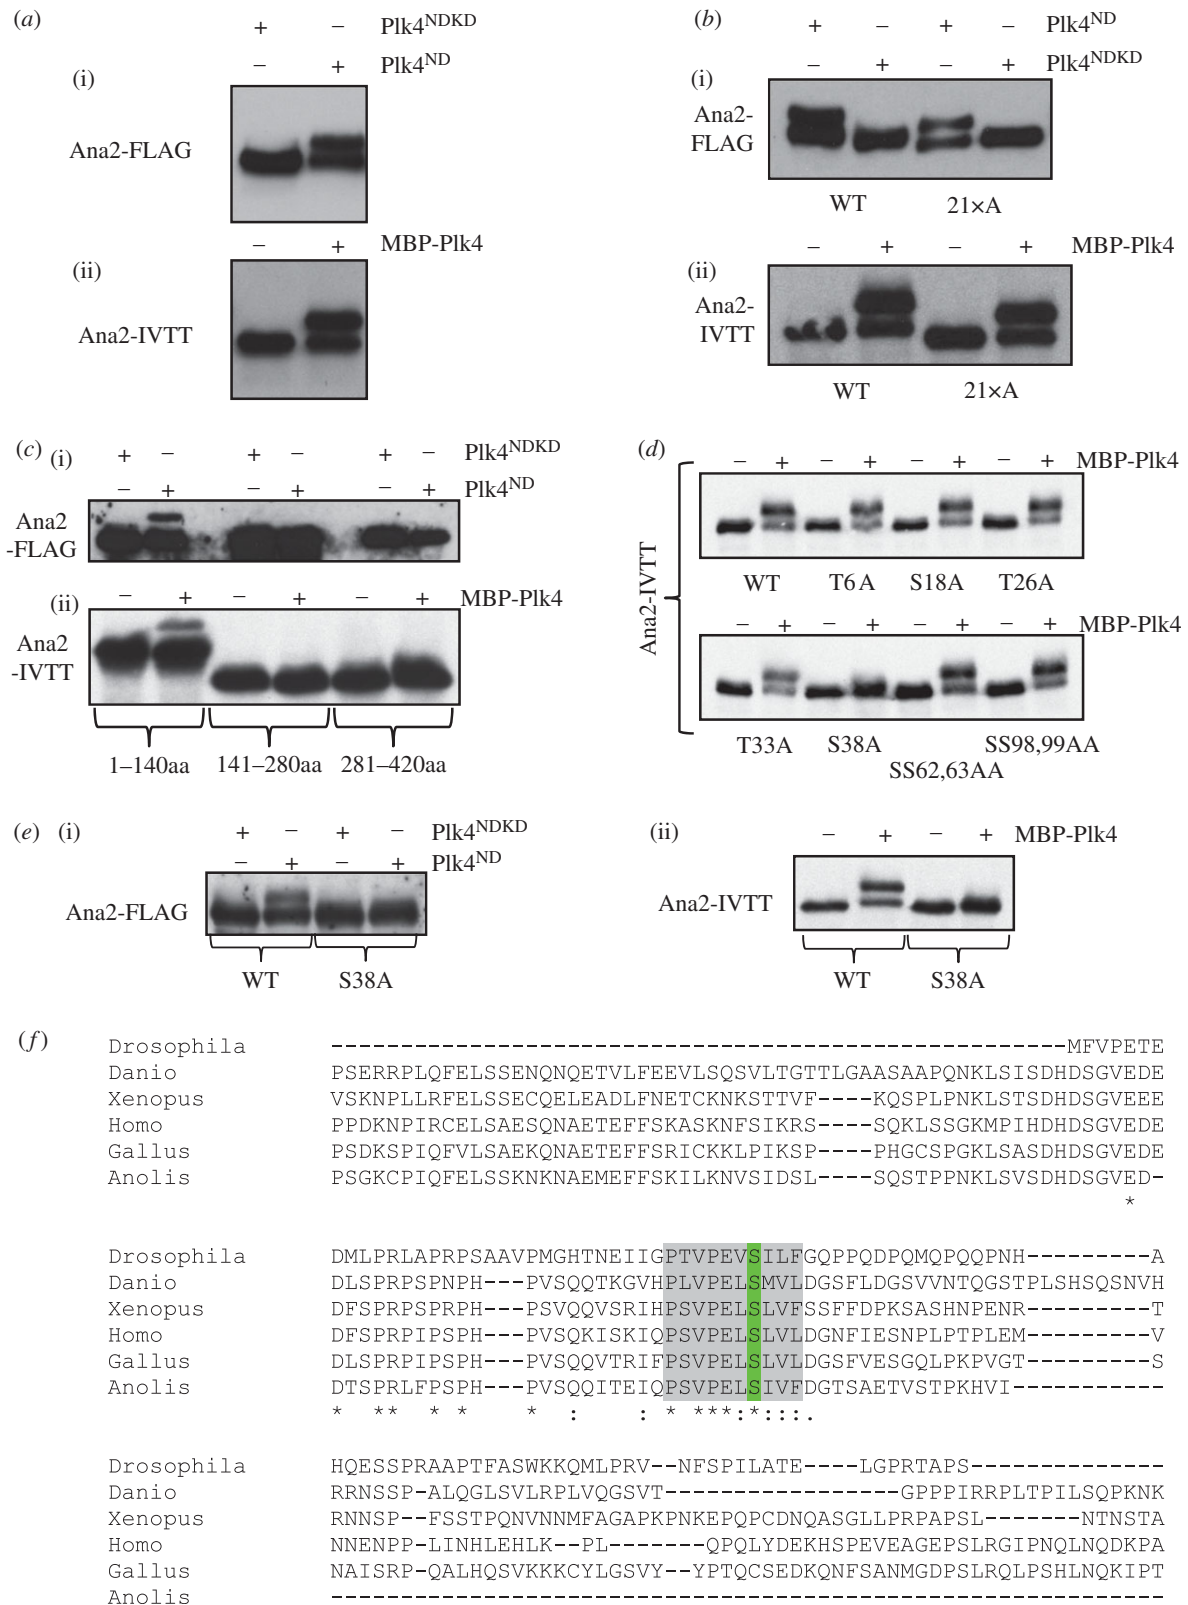 (a)
+ – Plk4NDKD
– + Plk4ND
(i)
Ana2-FLAG
– + MBP-Plk4
(ii)
Ana2-IVTT
(b)
+ – + – Plk4ND
– + – + Plk4NDKD
(i)
Ana2-
FLAG
WT 21×A
– + – + MBP-Plk4
(ii)
Ana2-
IVTT
WT 21×A
(c) (i)
+ – + – + – Plk4NDKD
– + – + – + Plk4ND
Ana2
-FLAG
(ii)
– + – + – + MBP-Plk4
Ana2
-IVTT
1–140aa 141–280aa 281–420aa
(d)
– + – + – + – + MBP-Plk4
WT T6A S18A T26A
Ana2-IVTT
– + – + – + – + MBP-Plk4
T33A S38A SS62,63AA SS98,99AA
(e) (i)
+ – + – Plk4NDKD
– + – + Plk4ND
Ana2-FLAG
WT S38A
(ii)
– + – + MBP-Plk4
Ana2-IVTT
WT S38A
(f)
Drosophila -----------------------------------------------------MFVPETE
Danio PSERRPLQFELSSENQNQETVLFEEVLSQSVLTGTTLGAASAAPQNKLSISDHDSGVEDE
Xenopus VSKNPLLRFELSSECQELEADLFNETCKNKSTTVF----KQSPLPNKLSTSDHDSGVEEE
Homo PPDKNPIRCELSAESQNAETEFFSKASKNFSIKRS----SQKLSSGKMPIHDHDSGVEDE
Gallus PSDKSPIQFVLSAEKQNAETEFFSRICKKLPIKSP----PHGCSPGKLSVSDHDSGVEDE
Anolis PSGKCPIQFELSSKNKNAEMEFFSKILKNVSIDSL----SQSTPPNKLSVSDHDSGVED-
*
Drosophila DMLPRLAPRPSAAVPMGHTNEIIGPTVPEVSILFGQPPQDPQMQPQQPNH---------A
Danio DLSPRPSPNPH---PVSQQTKGVHPLVPELSMVLDGSFLDGSVVNTQGSTPLSHSQSNVH
Xenopus DFSPRPSPRPH---PSVQQVSRIHPSVPELSLVFSSFFDPKSASHNPENR---------T
Homo DFSPRPIPSPH---PVSQKISKIQPSVPELSLVLDGNFIESNPLPTPLEM---------V
Gallus DLSPRPIPSPH---PVSQQVTRIFPSVPELSLVLDGSFVESGQLPKPVGT---------S
Anolis DTSPRLFPSPH---PVSQQITEIQPSVPELSIVFDGTSAETVSTPKHVI-----------
* ** * * * : : * ***:*:::.
Drosophila HQESSPRAAPTFASWKKQMLPRV--NFSPILATE----LGPRTAPS--------------
Danio RRNSSP-ALQGLSVLRPLVQGSVT-----------------GPPPIRRPLTPILSQPKNK
Xenopus RNNSP--FSSTPQNVNNMFAGAPKPNKEPQPCDNQASGLLPRPAPSL-------NTNSTA
Homo NNENPP--LINHLEHLK--PL--------QPQLYDEKHSPEVEAGEPSLRGIPNQLNQDKPA
Gallus NAISRP--QALHQSVKKKCYLGSVY--YPTQCSEDKQNFSANMGDPSLRQLPSHLNQKIPT
Anolis ------------------------------------------------------------